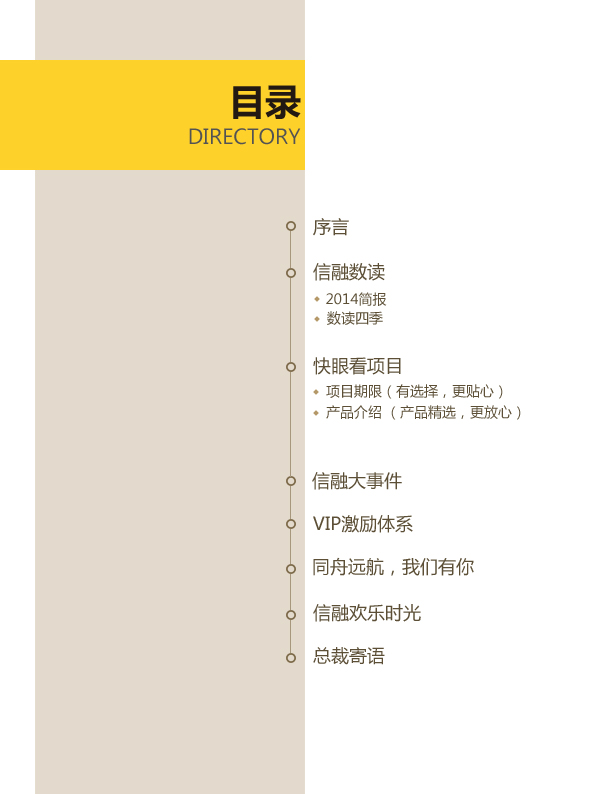 目录
DIRECTORY
序言
信融数读
2014简报
数读四季
快眼看项目
项目期限（有选择，更贴心）
产品介绍（产品精选，更放心）
信融大事件
VIP激励体系
同舟远航，我们有你
信融欢乐时光
总裁寄语